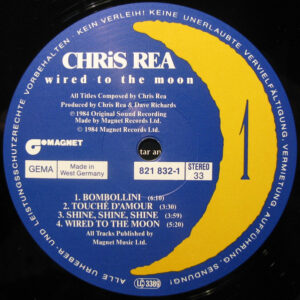 KEIN VERLEIH! KEINE UNERLAUBTE VERVIELFÄLTIGUNG, VERMIETUNG, AUFFÜHRUNG, SENDUNG!
ALLE URHEBER- UND LEISTUNGSSCHUTZRECHTE VORBEHALTEN ·
CHRiS REA
wired to the moon
All Titles Composed by Chris Rea
Produced by Chris Rea & Dave Richards
℗ 1984 Original Sound Recording
Made by Magnet Records Ltd.
© 1984 Magnet Records Ltd.
MAGNET
1
tar an
GEMA
Made in
West Germany
821 832-1
STEREO
33
1. BOMBOLLINI (6:10)
2. TOUCHÉ D'AMOUR (3:30)
3. SHINE, SHINE, SHINE (3:59)
4. WIRED TO THE MOON (5:20)
All Tracks Published by
Magnet Music Ltd.
LC 3369